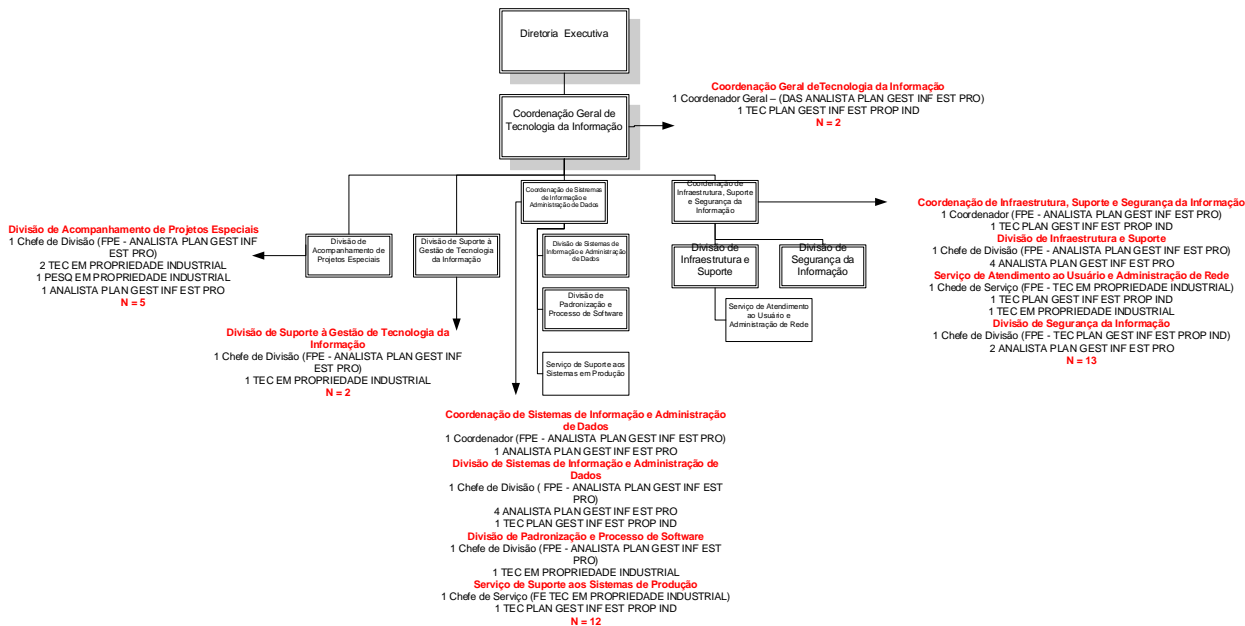 Diretoria Executiva
Coordenação Geral de
Tecnologia da Informação
Coordenação Geral deTecnologia da Informação
1 Coordenador Geral – (DAS ANALISTA PLAN GEST INF EST PRO)
1 TEC PLAN GEST INF EST PROP IND
N = 2
Divisão de
Acompanhamento de
Projetos Especiais
Divisão de Suporte à
Gestão de Tecnologia
da Informação
Coordenação de Sistremas
de Informação e
Administração de Dados
Divisão de Sistemas de
Informação e Administração
de Dados
Divisão de
Padronização e
Processo de Software
Serviço de Suporte aos
Sistemas em Produção
Coordenação de
Infraestrutura, Suporte
e Segurança da
Informação
Divisão de
Infraestrutura e
Suporte
Divisão de
Segurança da
Informação
Serviço de Atendimento
ao Usuário e
Administração de Rede
Divisão de Acompanhamento de Projetos Especiais
1 Chefe de Divisão (FPE - ANALISTA PLAN GEST INF
EST PRO)
2 TEC EM PROPRIEDADE INDUSTRIAL
1 PESQ EM PROPRIEDADE INDUSTRIAL
1 ANALISTA PLAN GEST INF EST PRO
N = 5
Divisão de Suporte à Gestão de Tecnologia da
Informação
1 Chefe de Divisão (FPE - ANALISTA PLAN GEST INF
EST PRO)
1 TEC EM PROPRIEDADE INDUSTRIAL
N = 2
Coordenação de Sistemas de Informação e Administração
de Dados
1 Coordenador (FPE - ANALISTA PLAN GEST INF EST PRO)
1 ANALISTA PLAN GEST INF EST PRO
Divisão de Sistemas de Informação e Administração de
Dados
1 Chefe de Divisão ( FPE - ANALISTA PLAN GEST INF EST
PRO)
4 ANALISTA PLAN GEST INF EST PRO
1 TEC PLAN GEST INF EST PROP IND
Divisão de Padronização e Processo de Software
1 Chefe de Divisão (FPE - ANALISTA PLAN GEST INF EST
PRO)
1 TEC EM PROPRIEDADE INDUSTRIAL
Serviço de Suporte aos Sistemas de Produção
1 Chefe de Serviço (FE TEC EM PROPRIEDADE INDUSTRIAL)
1 TEC PLAN GEST INF EST PROP IND
N = 12
Coordenação de Infraestrutura, Suporte e Segurança da Informação
1 Coordenador (FPE - ANALISTA PLAN GEST INF EST PRO)
1 TEC PLAN GEST INF EST PROP IND
Divisão de Infraestrutura e Suporte
1 Chefe de Divisão (FPE - ANALISTA PLAN GEST INF EST PRO)
4 ANALISTA PLAN GEST INF EST PRO
Serviço de Atendimento ao Usuário e Administração de Rede
1 Chede de Serviço (FPE - TEC EM PROPRIEDADE INDUSTRIAL)
1 TEC PLAN GEST INF EST PROP IND
1 TEC EM PROPRIEDADE INDUSTRIAL
Divisão de Segurança da Informação
1 Chefe de Divisão (FPE - TEC PLAN GEST INF EST PROP IND)
2 ANALISTA PLAN GEST INF EST PRO
N = 13